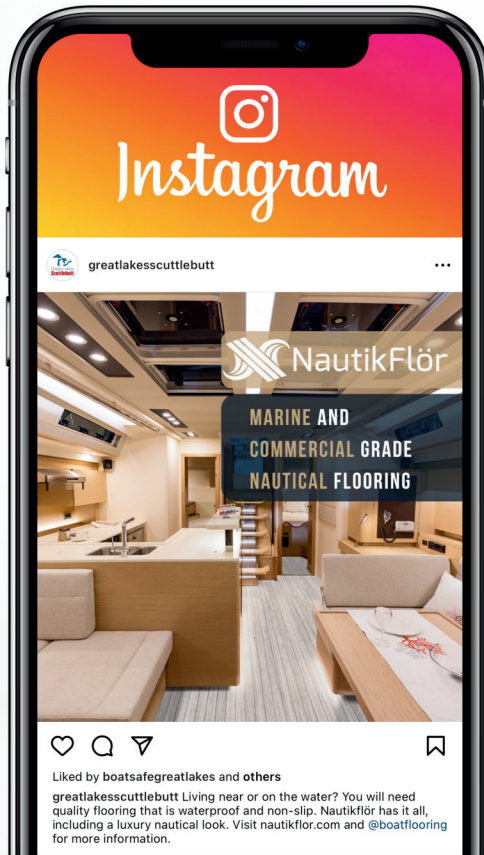 Instagram
greatlakesscuttlebutt
Scuttlebutt
NautikFlör
MARINE AND
COMMERCIAL GRADE
NAUTICAL FLOORING
Liked by boatsafegreatlakes and others
greatlakesscuttlebutt Living near or on the water? You will need
quality flooring that is waterproof and non-slip. Nautikflör has it all,
including a luxury nautical look. Visit nautikflor.com and @boatflooring
for more information.